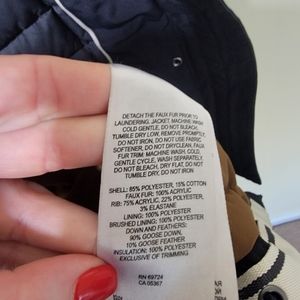 DETACH THE FAUX FUR PRIOR TO
LAUNDERING. JACKET: MACHINE WASH
COLD GENTLE, DO NOT BLEACH,
TUMBLE DRY LOW, REMOVE PROMPTLY,
DO NOT IRON, DO NOT USE FABRIC
SOFTENER, DO NOT DRYCLEAN, FAUX
FUR TRIM: MACHINE WASH, COLD,
GENTLE CYCLE, WASH SEPARATELY,
DO NOT BLEACH, DRY FLAT, DO NOT
TUMBLE DRY, DO NOT IRON
SHELL: 85% POLYESTER, 15% COTTON
FAUX FUR: 100% ACRYLIC
RIB: 75% ACRYLIC, 22% POLYESTER,
3% ELASTANE
LINING: 100% POLYESTER
BRUSHED LINING: 100% POLYESTER
DOWN AND FEATHERS:
90% GOOSE DOWN,
10% GOOSE FEATHER
INSULATION: 100% POLYESTER
EXCLUSIVE OF TRIMMING
RN 69724
CA 05367